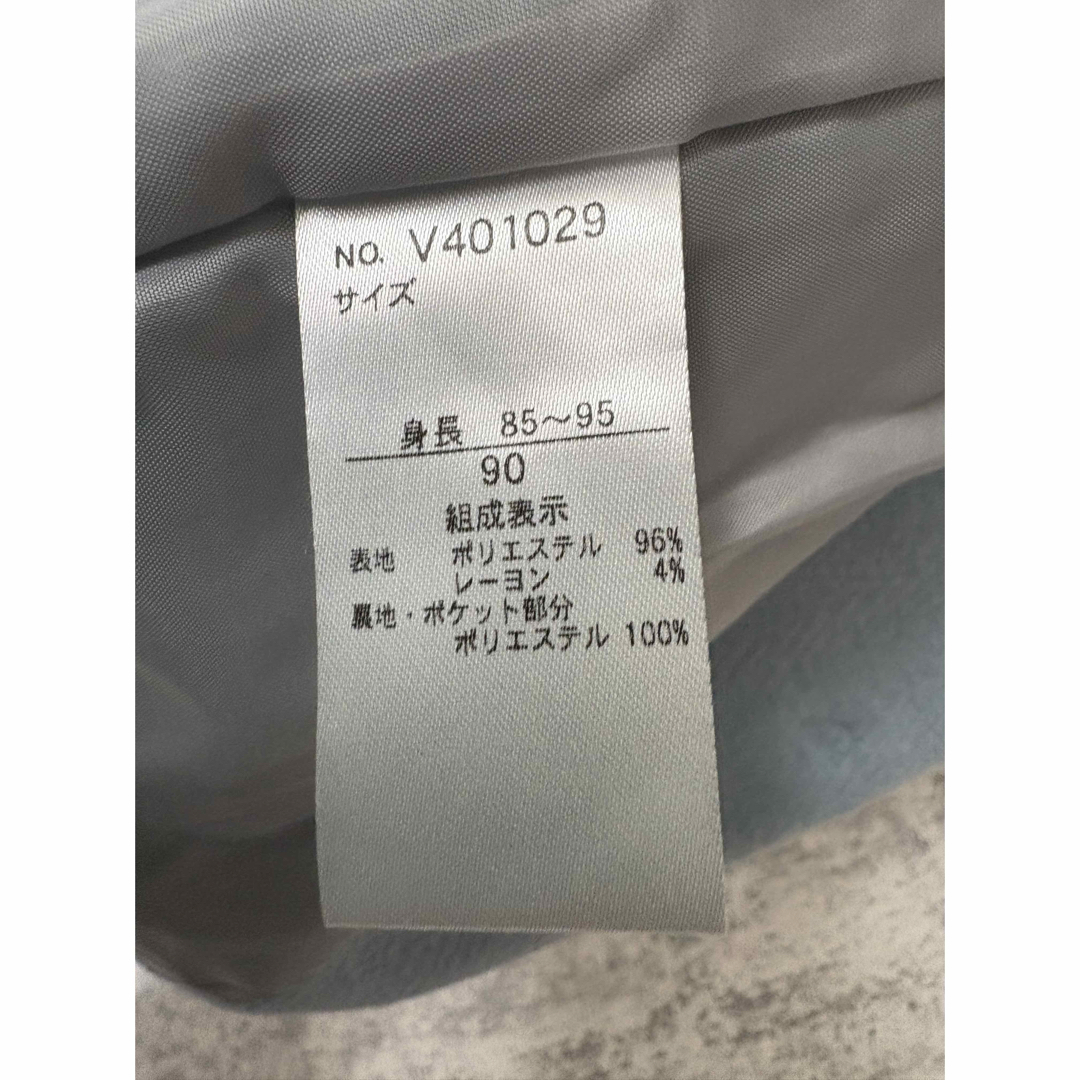 NO. V401029
サイズ
身長 85～95
90
組成表示
表地 ポリエステル 96%
レーヨン 4%
裏地・ポケット部分
ポリエステル 100%